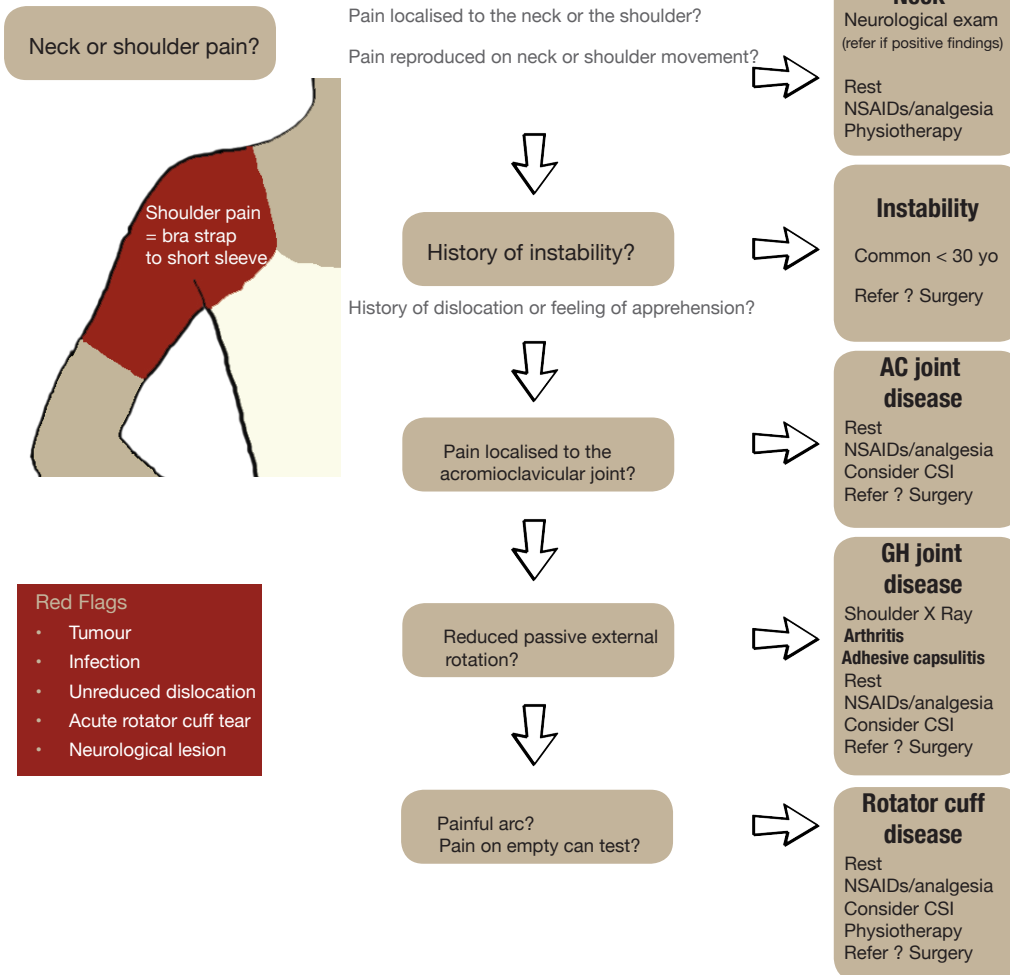 Neck or shoulder pain?
Pain localised to the neck or the shoulder?
Pain reproduced on neck or shoulder movement?
Neck
Neurological exam
(refer if positive findings)
Rest
NSAIDs/analgesia
Physiotherapy
Shoulder pain
= bra strap
to short sleeve
History of instability?
History of dislocation or feeling of apprehension?
Instability
Common < 30 yo
Refer ? Surgery
Pain localised to the
acromioclavicular joint?
AC joint
disease
Rest
NSAIDs/analgesia
Consider CSI
Refer ? Surgery
Reduced passive external
rotation?
GH joint
disease
Shoulder X Ray
Arthritis
Adhesive capsulitis
Rest
NSAIDs/analgesia
Consider CSI
Refer ? Surgery
Painful arc?
Pain on empty can test?
Rotator cuff
disease
Rest
NSAIDs/analgesia
Consider CSI
Physiotherapy
Refer ? Surgery
Red Flags
• Tumour
• Infection
• Unreduced dislocation
• Acute rotator cuff tear
• Neurological lesion